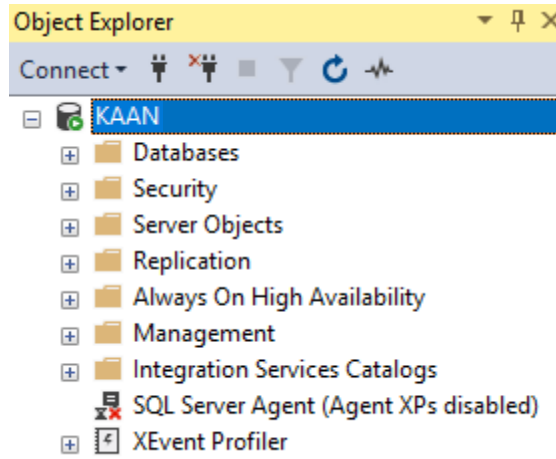 Object Explorer
Connect
KAAN
Databases
Security
Server Objects
Replication
Always On High Availability
Management
Integration Services Catalogs
SQL Server Agent (Agent XPs disabled)
XEvent Profiler